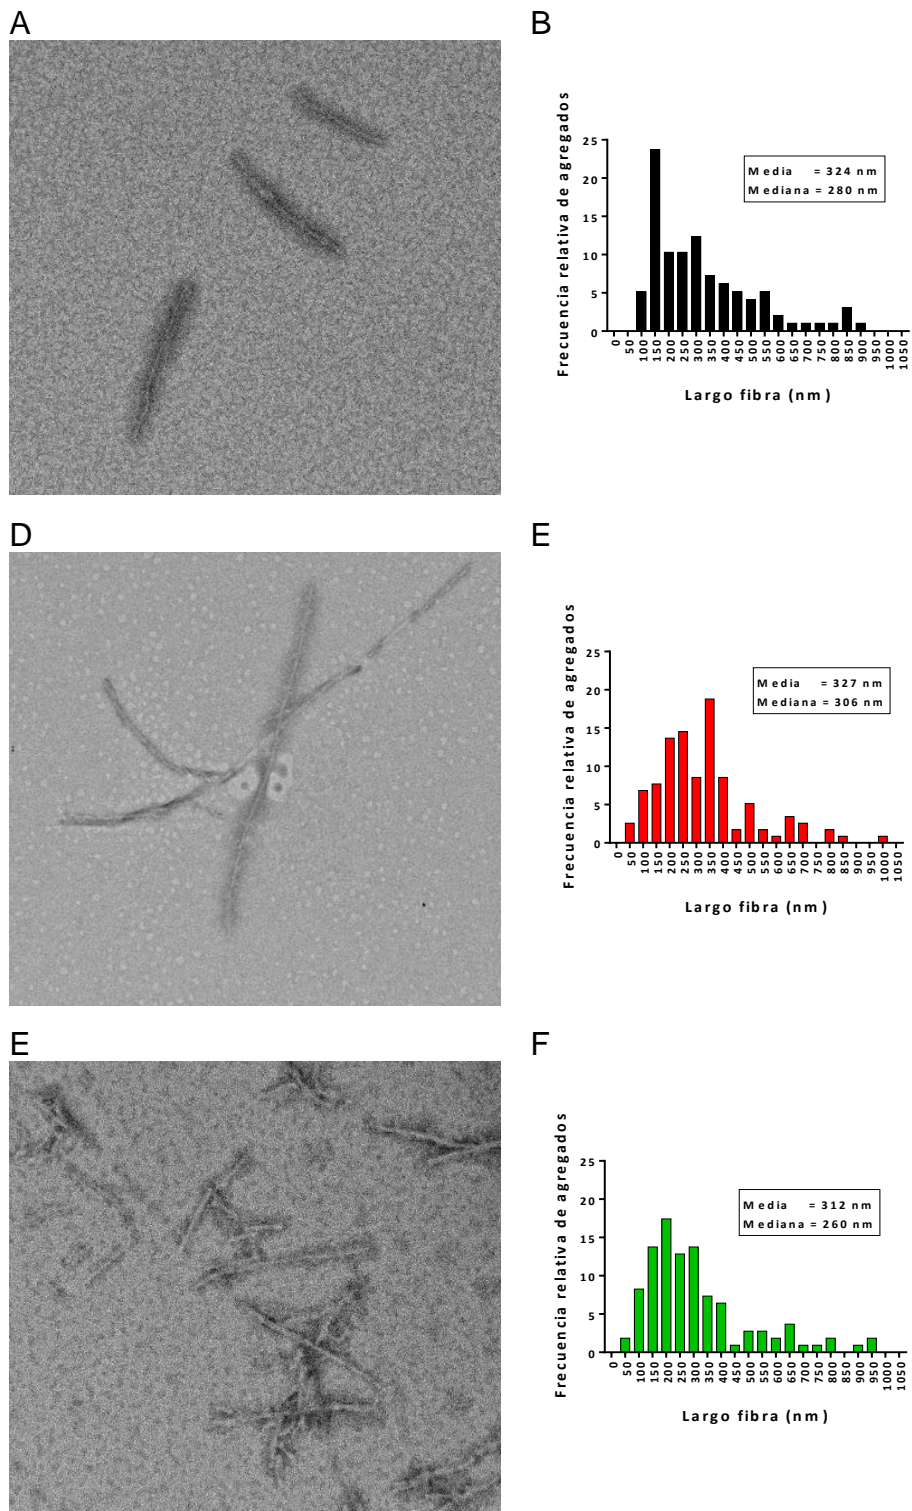 A
B
Frecuencia relativa de agregados
25
20
15
10
5
0
Media = 324 nm
Mediana = 280 nm
0 50 100 150 200 250 300 350 400 450 500 550 600 650 700 750 800 850 900 950 1000 1050
Largo fibra (nm)
D
E
Frecuencia relativa de agregados
25
20
15
10
5
0
Media = 327 nm
Mediana = 306 nm
0 50 100 150 200 250 300 350 400 450 500 550 600 650 700 750 800 850 900 950 1000 1050
Largo fibra (nm)
E
F
Frecuencia relativa de agregados
25
20
15
10
5
0
Media = 312 nm
Mediana = 260 nm
0 50 100 150 200 250 300 350 400 450 500 550 600 650 700 750 800 850 900 950 1000 1050
Largo fibra (nm)